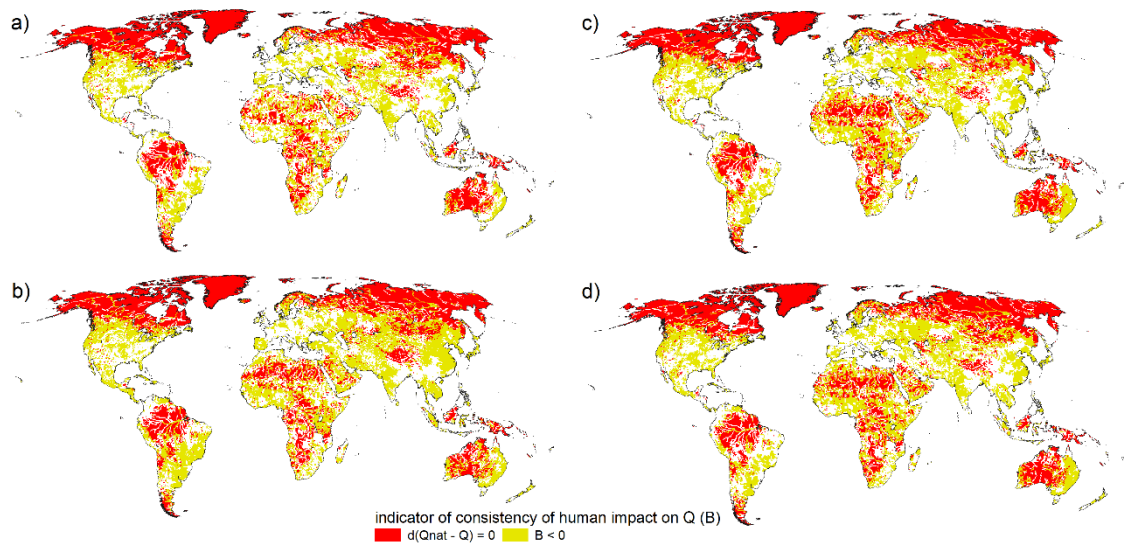 a)
c)
b)
d)
indicator of consistency of human impact on Q (B)
d(Qnat - Q) = 0 B < 0